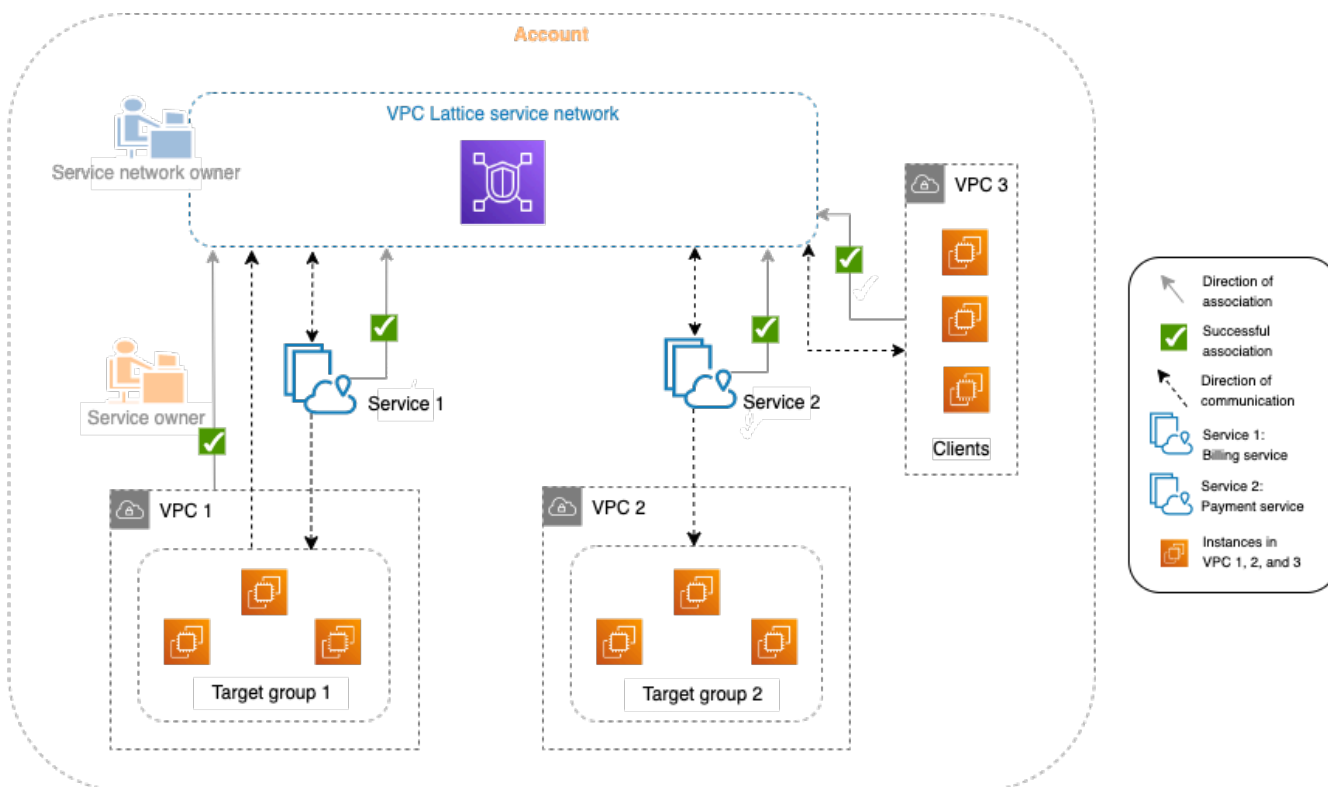 Account
VPC Lattice service network
Service network owner
VPC 3
Clients
Service owner
Service 1
Service 2
VPC 1
Target group 1
VPC 2
Target group 2
Direction of
association
Successful
association
Direction of
communication
Service 1:
Billing service
Service 2:
Payment service
Instances in
VPC 1, 2, and 3